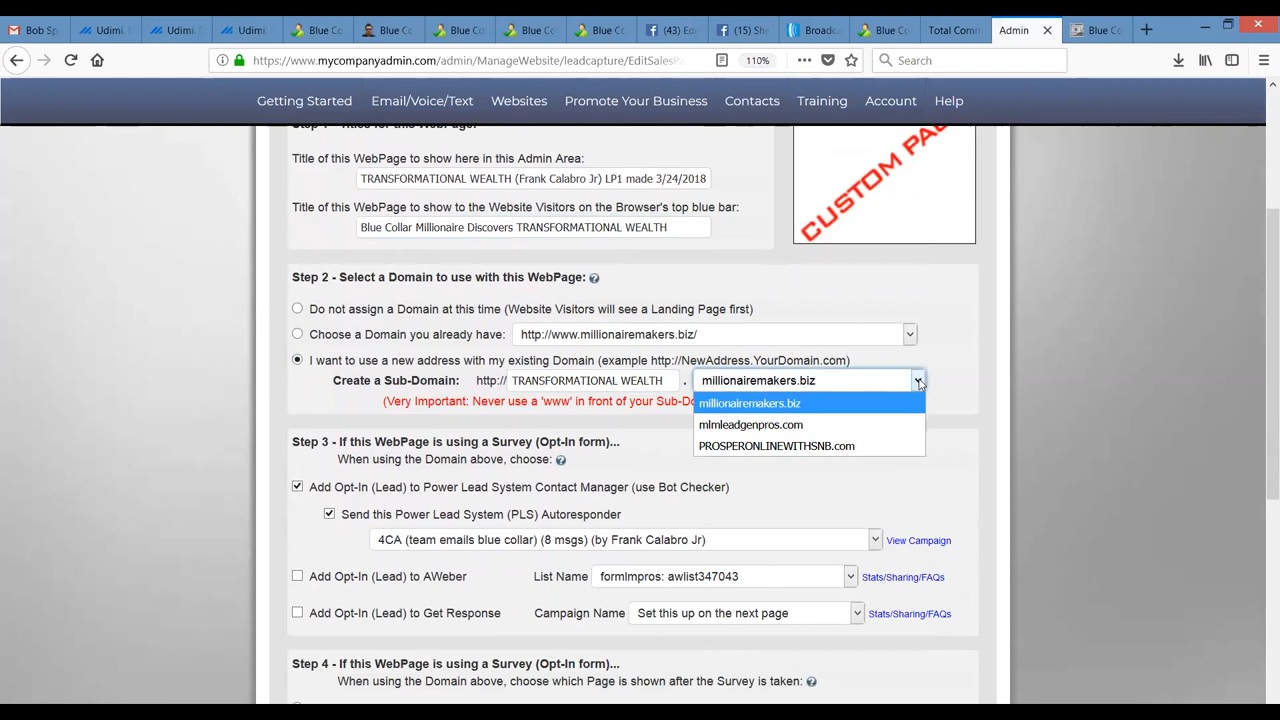 Bob Sp
Udimi.
Udimi.
Udimi.
Blue Co
Blue Co
Blue Co
Blue Co
Blue Co
(43) Ed
(15) She
Broad
Blue Co
Total Com
Admin
Blue Co
https://www.mycompanyadmin.com/admin/ManageWebsite/Leadcapture/EditSalesPa
110%
Search
Getting Started
Email/Voice/Text
Websites
Promote Your Business
Contacts
Training
Account
Help
Step 1 - Titles for this WebPage:
CUSTOM PAG
Title of this WebPage to show here in this Admin Area:
TRANSFORMATIONAL WEALTH (Frank Calabro Jr) LP1 made 3/24/2018
Title of this WebPage to show to the Website Visitors on the Browser's top blue bar:
Blue Collar Millionaire Discovers TRANSFORMATIONAL WEALTH
Step 2 - Select a Domain to use with this WebPage:
Do not assign a Domain at this time (Website Visitors will see a Landing Page first)
Choose a Domain you already have: http://www.millionairemakers.biz/
I want to use a new address with my existing Domain (example http://NewAddress.YourDomain.com)
Create a Sub-Domain: http:// TRANSFORMATIONAL WEALTH . millionairemakers.biz
(Very Important: Never use a 'www' in front of your Sub-Do
millionairemakers.biz
mlmleadgenpros.com
PROSPERONLINEWITHSNB.com
Step 3 - If this WebPage is using a Survey (Opt-In form)...
When using the Domain above, choose:
Add Opt-In (Lead) to Power Lead System Contact Manager (use Bot Checker)
Send this Power Lead System (PLS) Autoresponder
4CA (team emails blue collar) (8 msgs) (by Frank Calabro Jr) View Campaign
Add Opt-In (Lead) to AWeber List Name formlmpros: awlist347043 Stats/Sharing/FAQs
Add Opt-In (Lead) to Get Response Campaign Name Set this up on the next page Stats/Sharing/FAQs
Step 4 - If this WebPage is using a Survey (Opt-In form)...
When using the Domain above, choose which Page is shown after the Survey is taken: